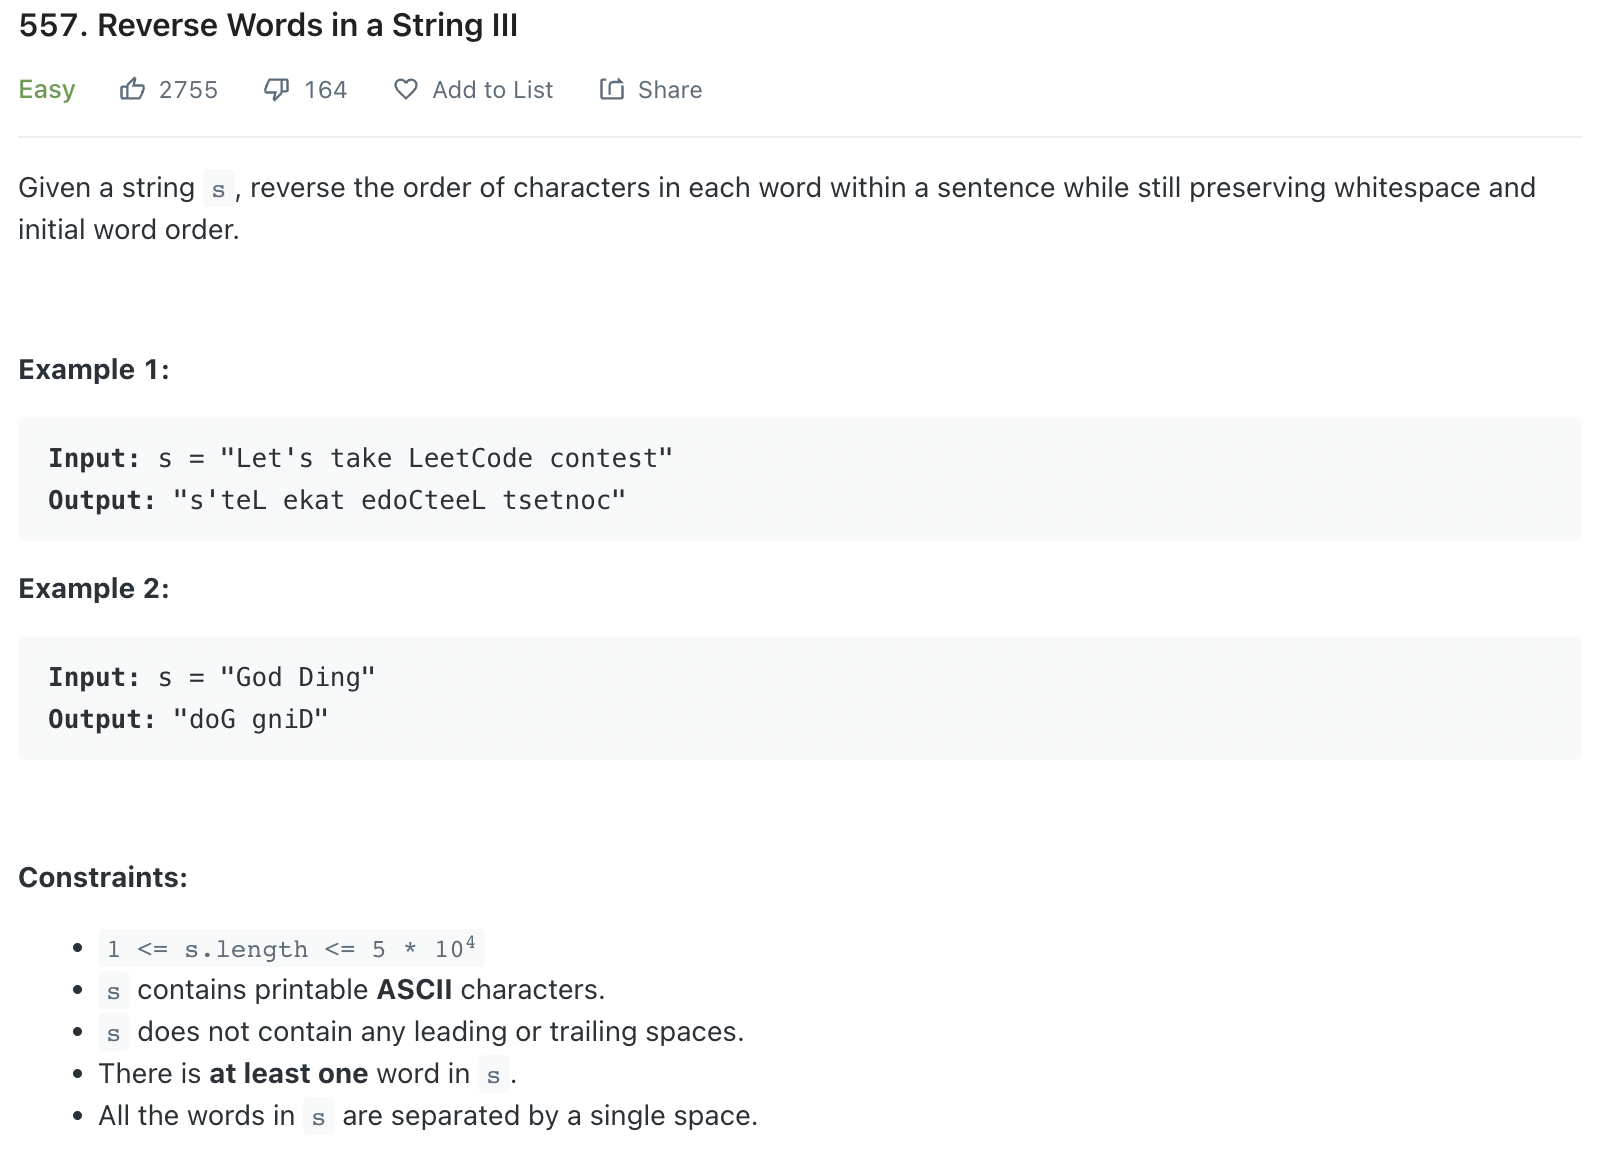 557. Reverse Words in a String III
Easy 2755 164 Add to List Share
Given a string s, reverse the order of characters in each word within a sentence while still preserving whitespace and
initial word order.
Example 1:
Input: s = "Let's take LeetCode contest"
Output: "s'teL ekat edoCteeL tsetnoc"
Example 2:
Input: s = "God Ding"
Output: "doG gniD"
Constraints:
• 1 <= s.length <= 5 * 10⁴
• s contains printable ASCII characters.
• s does not contain any leading or trailing spaces.
• There is at least one word in s.
• All the words in s are separated by a single space.